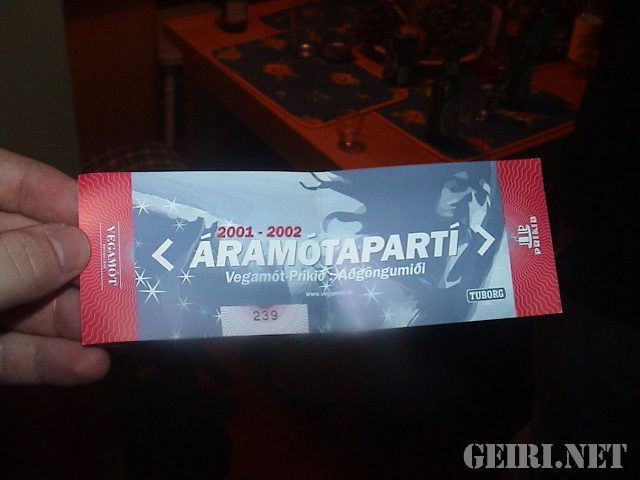 2001 - 2002
< ÁRAMÓTAPARTÍ >
Vegamót-Prikið : Aðgöngumiði
www.vegamot.is
TUBORG
239
VEGAMÓT
PRIKIÐ
GEIRI.NET